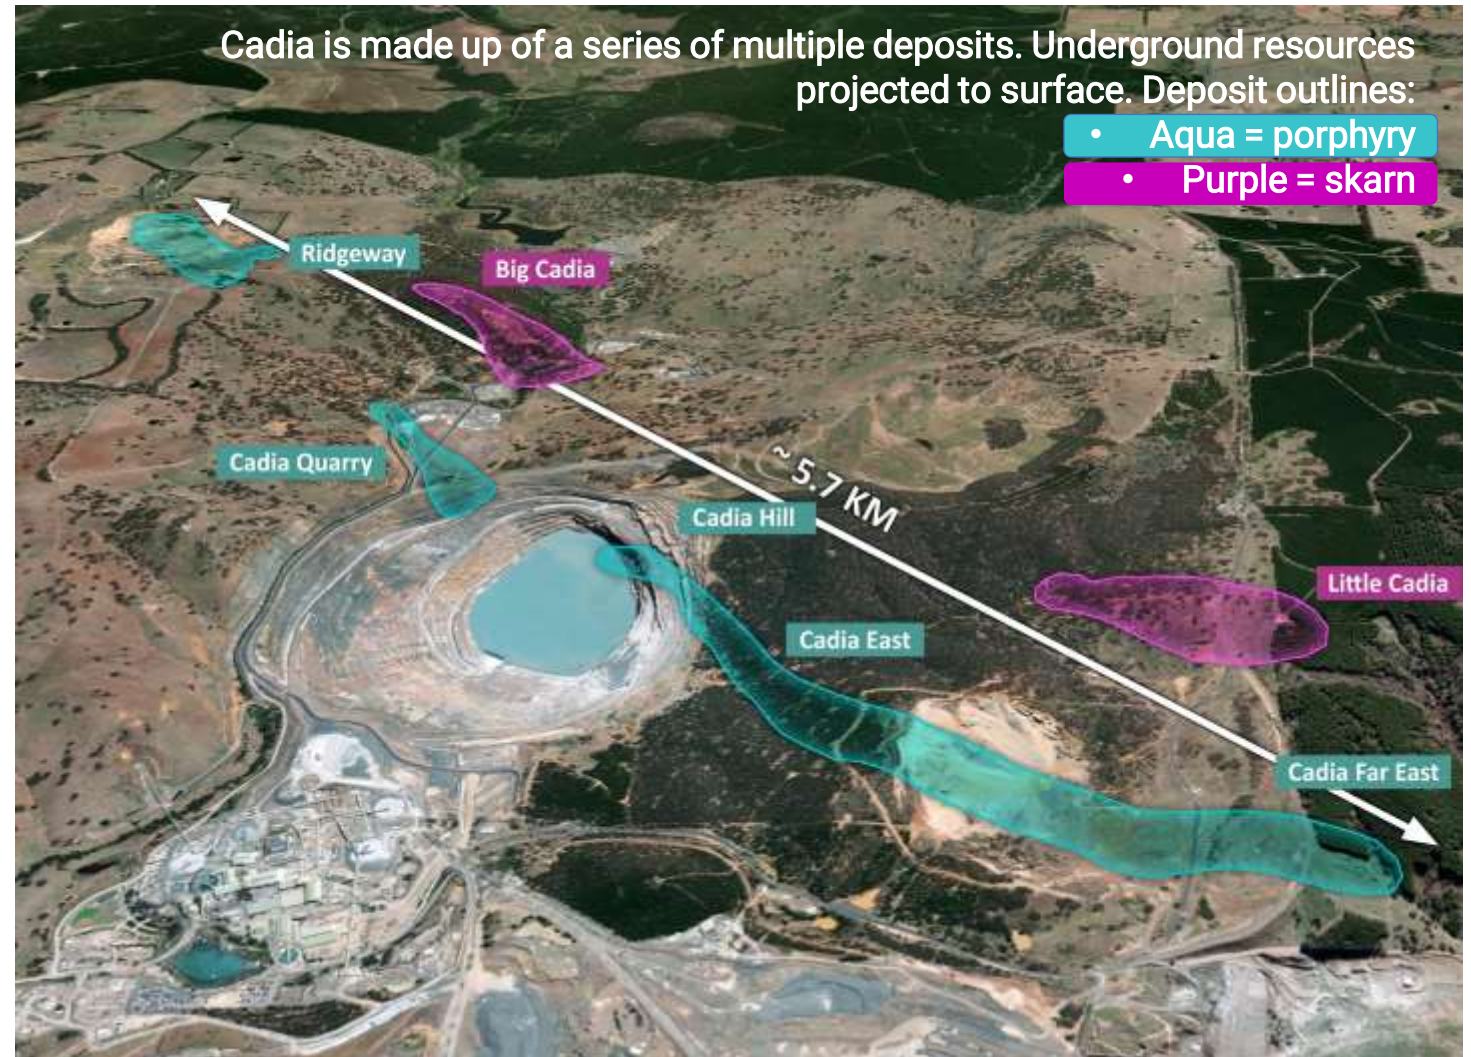 Cadia is made up of a series of multiple deposits. Underground resources
projected to surface. Deposit outlines:
• Aqua = porphyry
• Purple = skarn
Ridgeway
Big Cadia
Cadia Quarry
~ 5.7 KM
Cadia Hill
Little Cadia
Cadia East
Cadia Far East